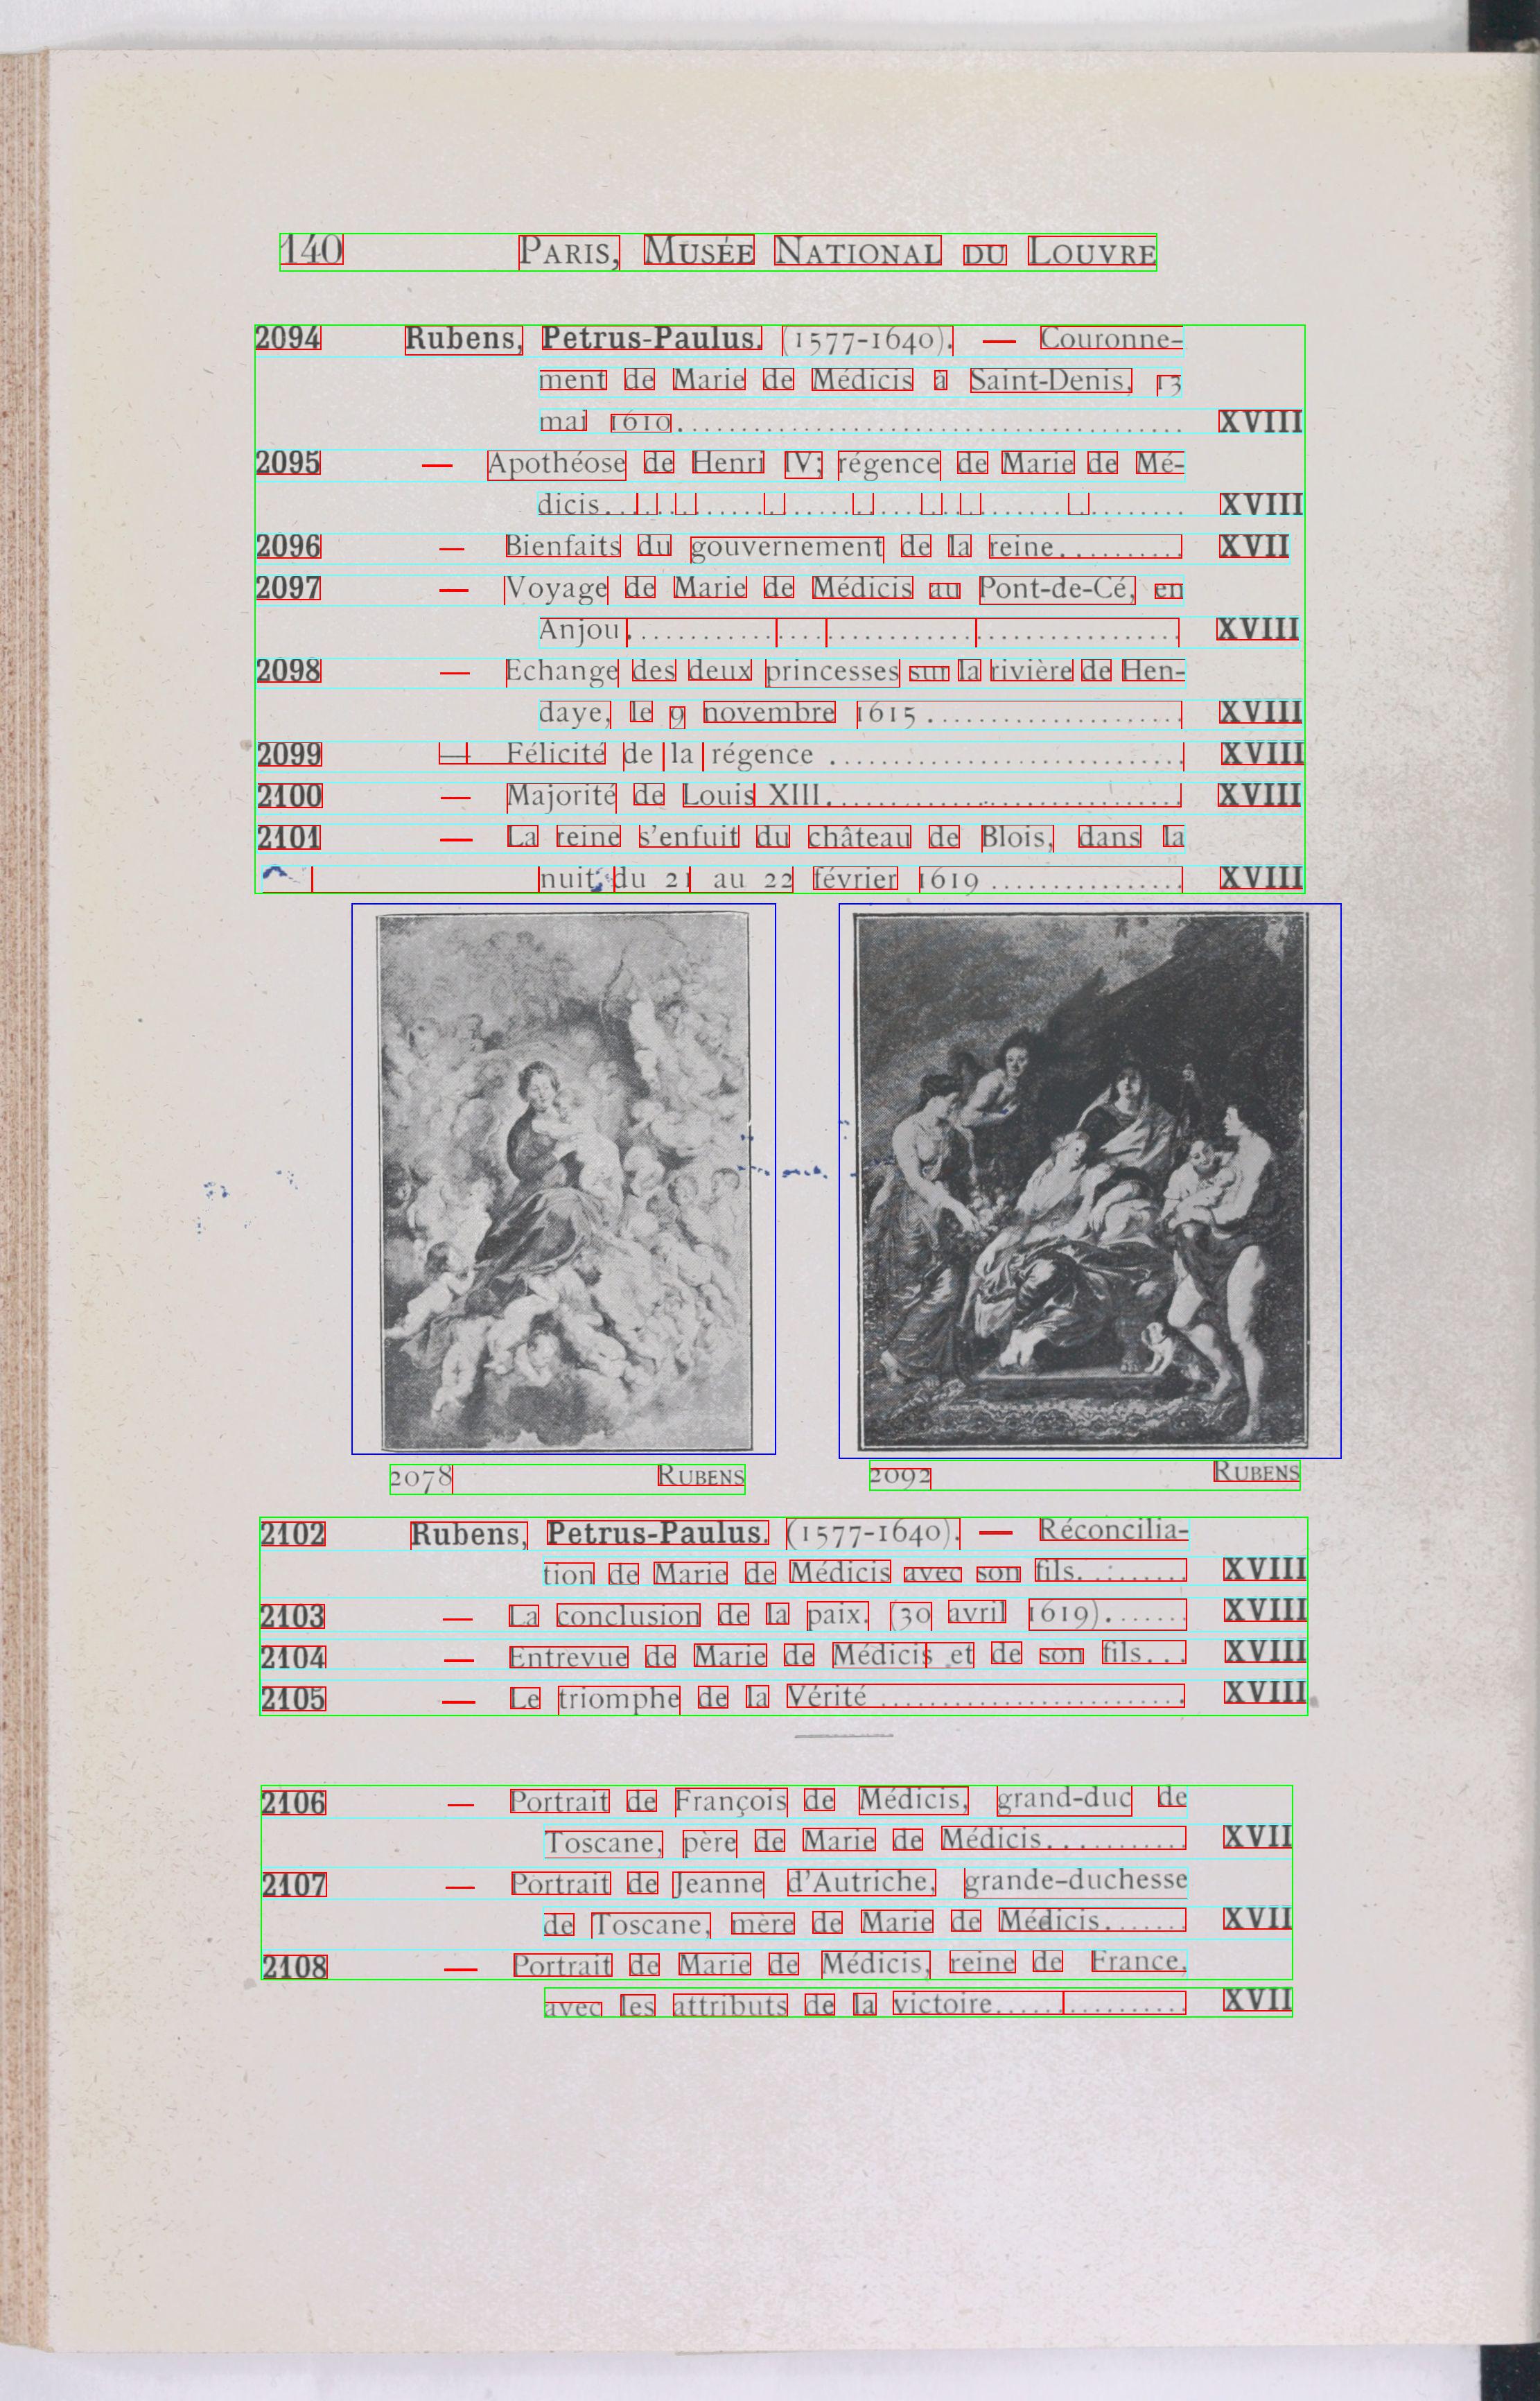 140 PARIS, MUSÉE NATIONAL DU LOUVRE
2094 Rubens, Petrus-Paulus. (1577-1640). — Couronne-
ment de Marie de Médicis à Saint-Denis, 13
mai 1610........................................ XVIII
2095 — Apothéose de Henri IV; régence de Marie de Mé-
dicis............................................. XVIII
2096 — Bienfaits du gouvernement de la reine.......... XVII
2097 — Voyage de Marie de Médicis au Pont-de-Cé, en
Anjou........................................... XVIII
2098 — Echange des deux princesses sur la rivière de Hen-
daye, le 9 novembre 1615 ..................... XVIII
2099 — Félicité de la régence ............................. XVIII
2100 — Majorité de Louis XIII............................. XVIII
2101 — La reine s'enfuit du château de Blois, dans la
nuit du 21 au 22 février 1619 ................ XVIII
2078 RUBENS
2092 RUBENS
2102 Rubens, Petrus-Paulus. (1577-1640). — Réconcilia-
tion de Marie de Médicis avec son fils.......... XVIII
2103 — La conclusion de la paix. (30 avril 1619)....... XVIII
2104 — Entrevue de Marie de Médicis et de son fils... XVIII
2105 — Le triomphe de la Vérité ......................... XVIII
2106 — Portrait de François de Médicis, grand-duc de
Toscane, père de Marie de Médicis............ XVII
2107 — Portrait de Jeanne d'Autriche, grande-duchesse
de Toscane, mère de Marie de Médicis....... XVII
2108 — Portrait de Marie de Médicis, reine de France,
avec les attributs de la victoire................ XVII